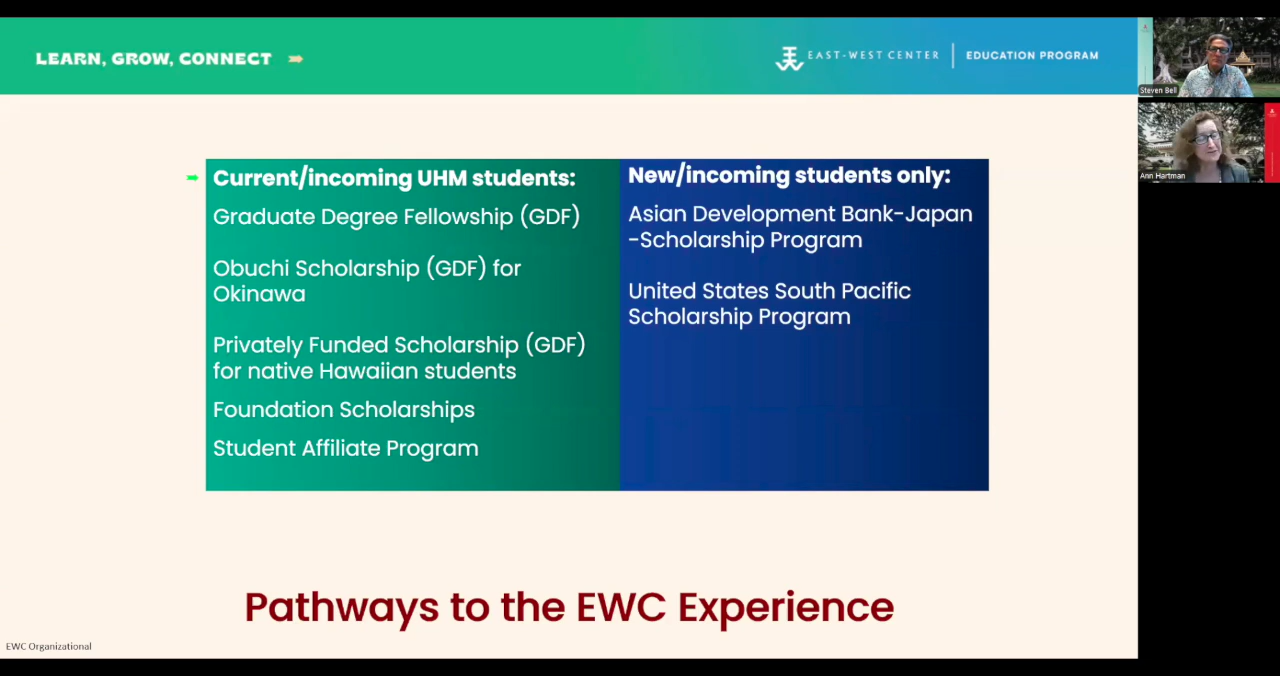 LEARN, GROW, CONNECT
EAST-WEST CENTER
EDUCATION PROGRAM
Current/incoming UHM students:
Graduate Degree Fellowship (GDF)
Obuchi Scholarship (GDF) for
Okinawa
Privately Funded Scholarship (GDF)
for native Hawaiian students
Foundation Scholarships
Student Affiliate Program
New/incoming students only:
Asian Development Bank-Japan
-Scholarship Program
United States South Pacific
Scholarship Program
Pathways to the EWC Experience
EWC Organizational
Steven Bell
Ann Hartman